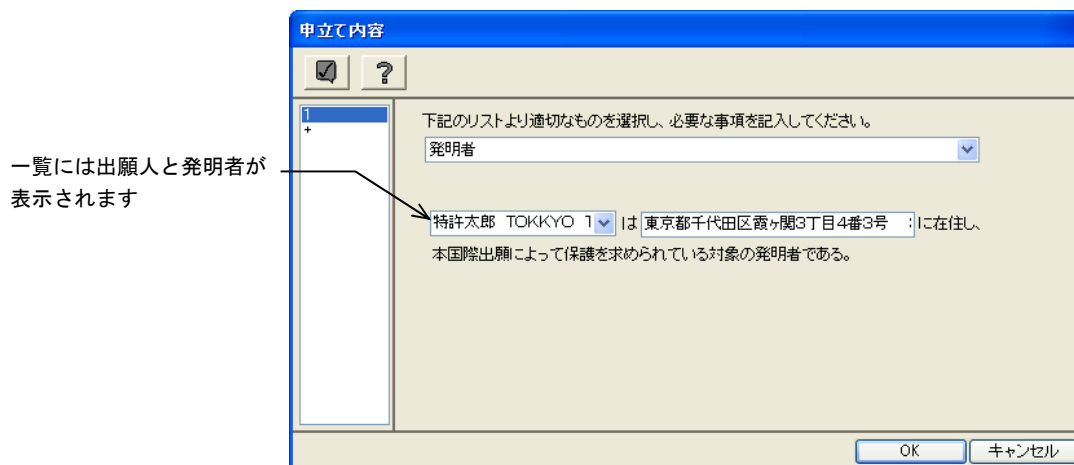 申立て内容
?
1
+
下記のリストより適切なものを選択し、必要な事項を記入してください。
発明者
一覧には出願人と発明者が
表示されます
特許太郎 TOKKYO T は 東京都千代田区霞ヶ関3丁目4番3号 に在住し、
本国際出願によって保護を求められている対象の発明者である。
OK キャンセル